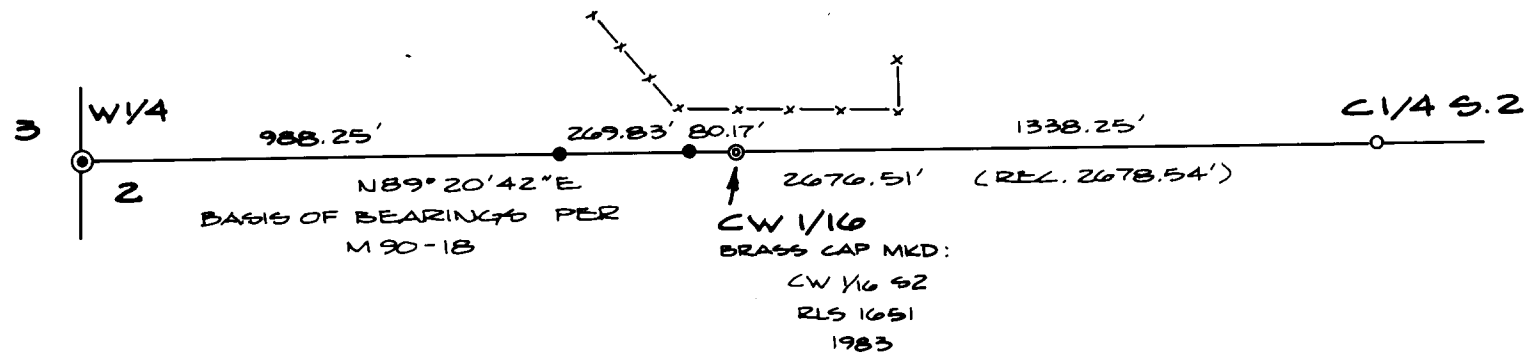 3
W 1/4
2
988.25'
269.83'
80.17'
1338.25'
C 1/4 S.2
N89°20'42"E
BASIS OF BEARINGS PER
M 90-18
2676.51' (REC. 2678.54')
CW 1/16
BRASS CAP MKD:
CW 1/16 S2
RLS 1651
1983